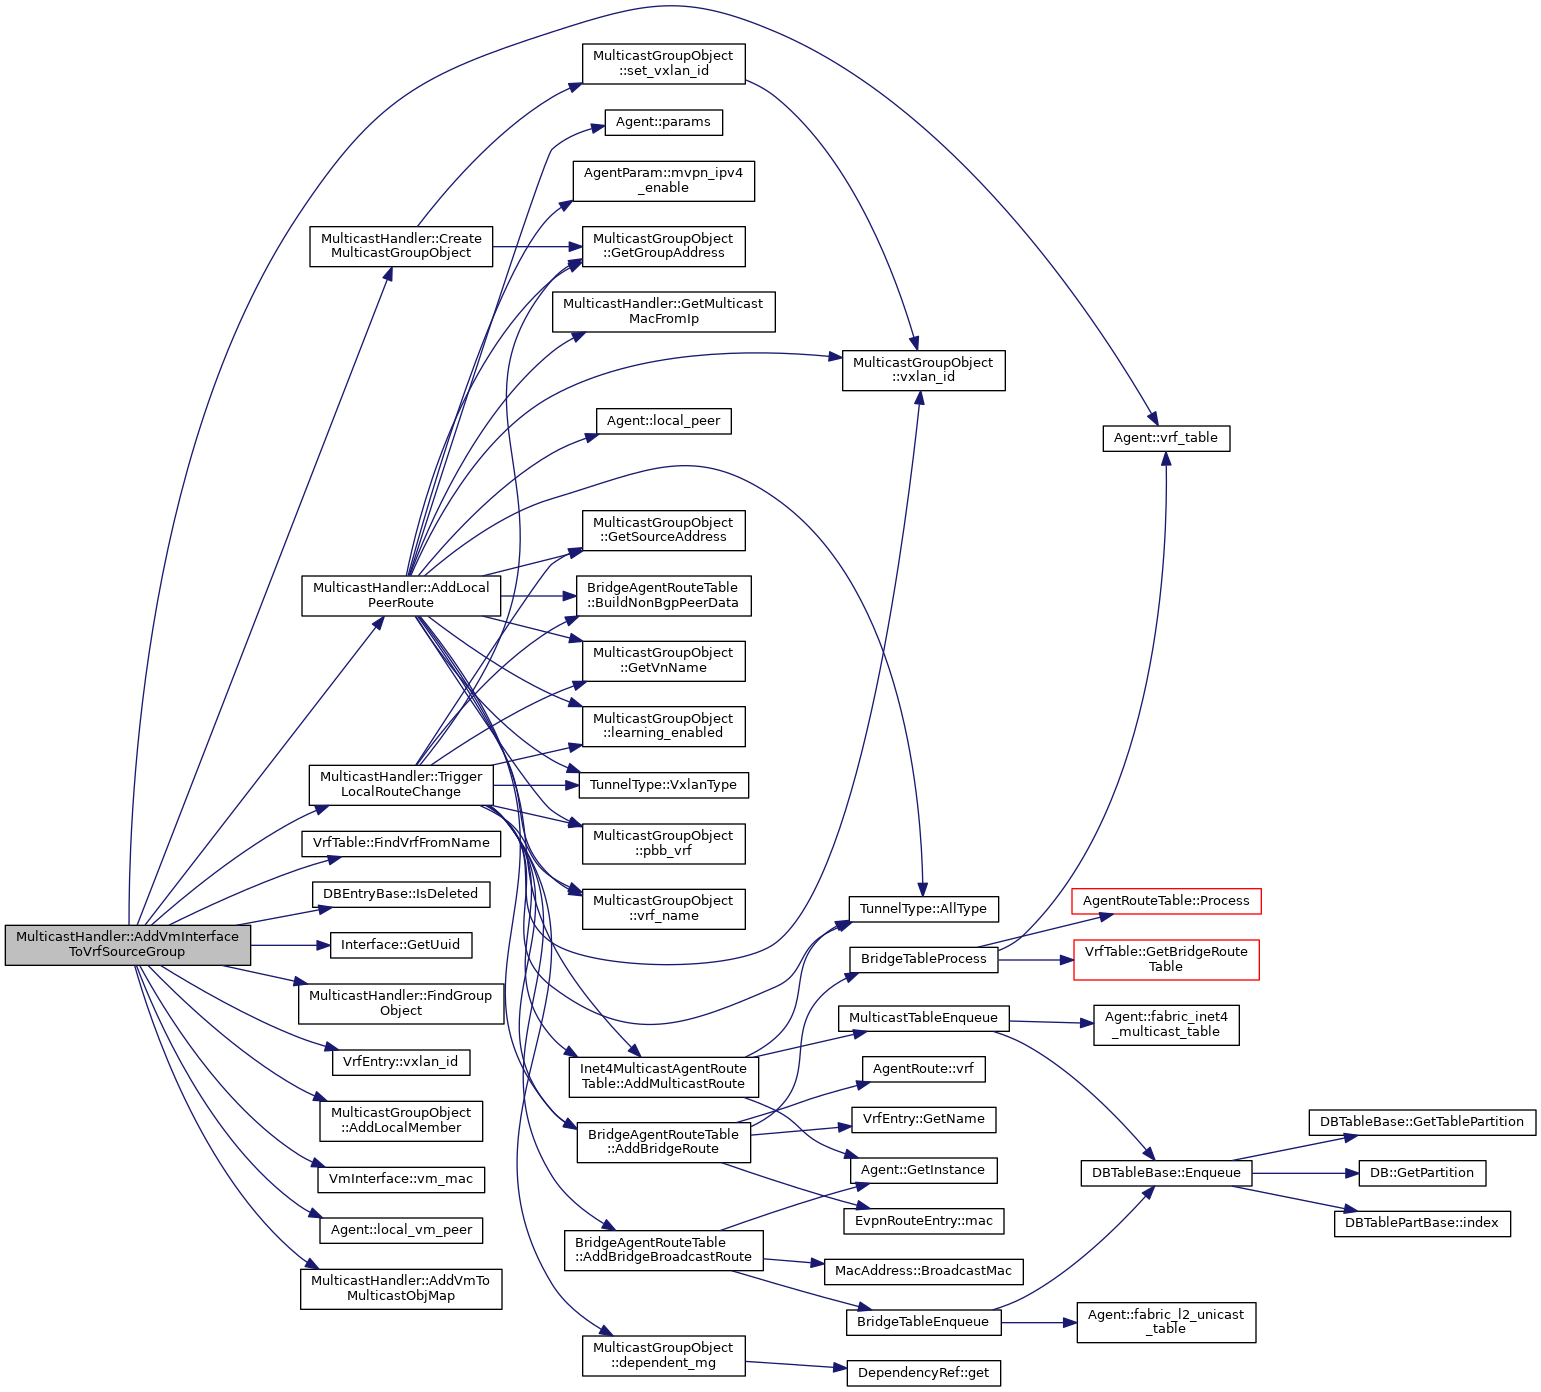 MulticastGroupObject
::set_vxlan_id
Agent::params
AgentParam::mvpn_ipv4
_enable
MulticastHandler::Create
MulticastGroupObject
MulticastGroupObject
::GetGroupAddress
MulticastHandler::GetMulticast
MacFromIp
MulticastGroupObject
::vxlan_id
Agent::local_peer
Agent::vrf_table
MulticastGroupObject
::GetSourceAddress
MulticastHandler::AddLocal
PeerRoute
BridgeAgentRouteTable
::BuildNonBgpPeerData
MulticastGroupObject
::GetVnName
MulticastGroupObject
::learning_enabled
MulticastHandler::Trigger
LocalRouteChange
TunnelType::VxlanType
VrfTable::FindVrfFromName
MulticastGroupObject
::pbb_vrf
DBEntryBase::IsDeleted
MulticastGroupObject
::vrf_name
TunnelType::AllType
AgentRouteTable::Process
MulticastHandler::AddVmInterface
ToVrfSourceGroup
Interface::GetUuid
BridgeTableProcess
VrfTable::GetBridgeRoute
Table
MulticastHandler::FindGroup
Object
MulticastTableEnqueue
Agent::fabric_inet4
_multicast_table
VrfEntry::vxlan_id
Inet4MulticastAgentRoute
Table::AddMulticastRoute
AgentRoute::vrf
MulticastGroupObject
::AddLocalMember
VrfEntry::GetName
DBTableBase::GetTablePartition
BridgeAgentRouteTable
::AddBridgeRoute
VmInterface::vm_mac
Agent::GetInstance
DBTableBase::Enqueue
DB::GetPartition
Agent::local_vm_peer
EvpnRouteEntry::mac
DBTablePartBase::index
BridgeAgentRouteTable
::AddBridgeBroadcastRoute
MacAddress::BroadcastMac
MulticastHandler::AddVmTo
MulticastObjMap
BridgeTableEnqueue
Agent::fabric_l2_unicast
_table
MulticastGroupObject
::dependent_mg
DependencyRef::get